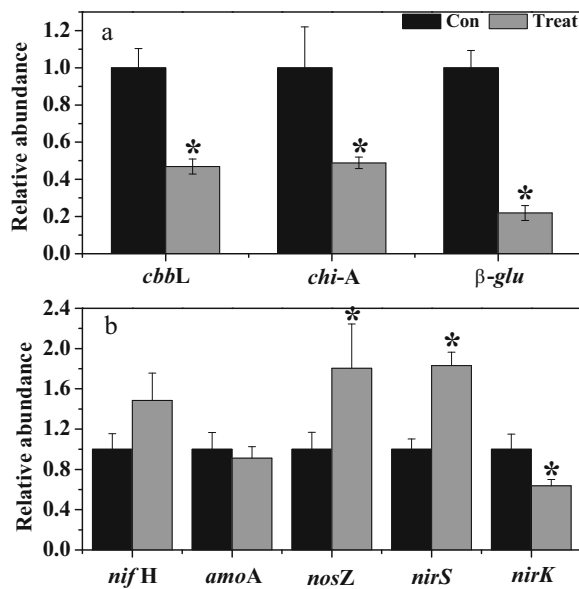 a
Con Treat
Relative abundance
1.2
1.0
0.8
0.6
0.4
0.2
0.0
* * *
cbbL chi-A β-glu
b
Relative abundance
2.4
2.0
1.6
1.2
0.8
0.4
0.0
* * *
nif H amoA nosZ nirS nirK